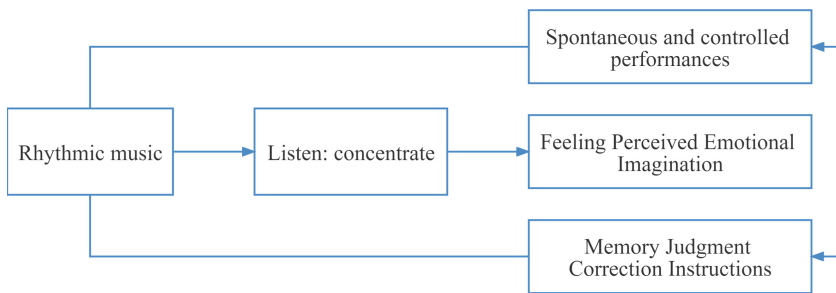 Spontaneous and controlled
performances
Rhythmic music
Listen: concentrate
Feeling Perceived Emotional
Imagination
Memory Judgment
Correction Instructions